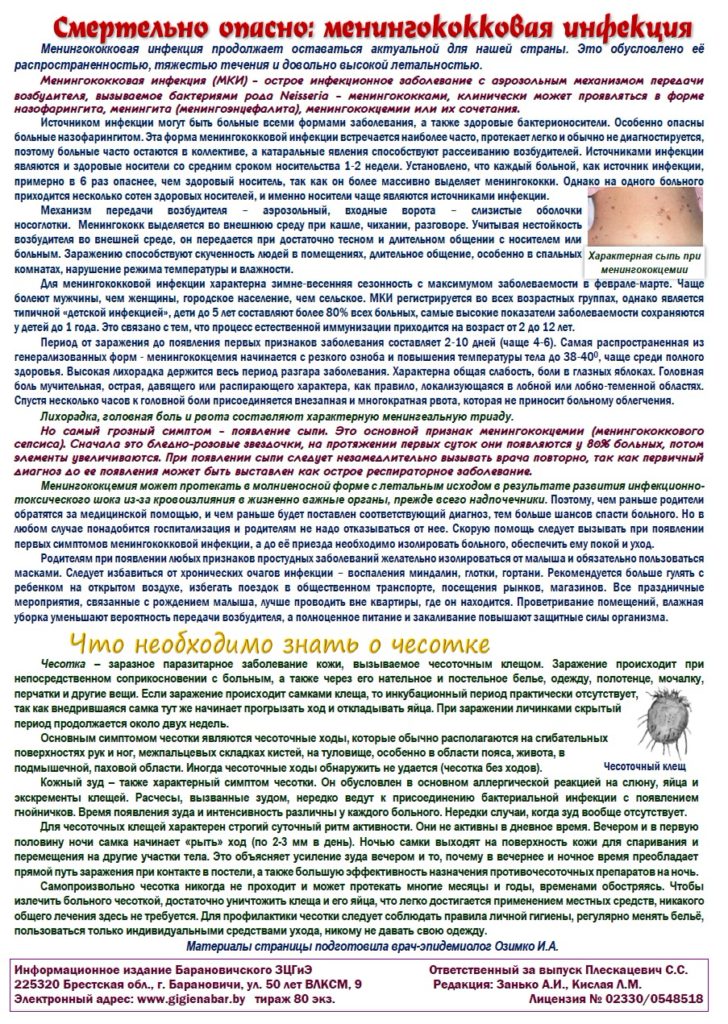 Смертельно опасно: менингококковая инфекция
Менингококковая инфекция продолжает оставаться актуальной для нашей страны. Это обусловлено её
распространенностью, тяжестью течения и довольно высокой летальностью.
Менингококковая инфекция (МКИ) – острое инфекционное заболевание с аэрозольным механизмом передачи
возбудителя, вызываемое бактериями рода Neisseria - менингококками, клинически может проявляться в форме
назофарингита, менингита (менингоэнцефалита), менингококцемии или их сочетания.
Источником инфекции могут быть больные всеми формами заболевания, а также здоровые бактерионосители. Особенно опасны
больные назофарингитом. Эта форма менингококковой инфекции встречается наиболее часто, протекает легко и обычно не диагностируется,
поэтому больные часто остаются в коллективе, а катаральные явления способствуют рассеиванию возбудителей. Источниками инфекции
являются и здоровые носители со средним сроком носительства 1-2 недели. Установлено, что каждый больной, как источник инфекции,
примерно в 6 раз опаснее, чем здоровый носитель, так как он более массивно выделяет менингококки. Однако на одного больного
приходится несколько сотен здоровых носителей, и именно носители чаще являются источниками инфекции.
Механизм передачи возбудителя – аэрозольный, входные ворота – слизистые оболочки
носоглотки. Менингококк выделяется во внешнюю среду при кашле, чихании, разговоре. Учитывая нестойкость
возбудителя во внешней среде, он передается при достаточно тесном и длительном общении с носителем или
больным. Заражению способствуют скученность людей в помещениях, длительное общение, особенно в спальных
комнатах, нарушение режима температуры и влажности.
Характерная сыпь при
менингококцемии
Для менингококковой инфекции характерна зимне-весенняя сезонность с максимумом заболеваемости в феврале-марте. Чаще
болеют мужчины, чем женщины, городское население, чем сельское. МКИ регистрируется во всех возрастных группах, однако является
типичной «детской инфекцией», дети до 5 лет составляют более 80% всех больных, самые высокие показатели заболеваемости сохраняются
у детей до 1 года. Это связано с тем, что процесс естественной иммунизации приходится на возраст от 2 до 12 лет.
Период от заражения до появления первых признаков заболевания составляет 2-10 дней (чаще 4-6). Самая распространенная из
генерализованных форм - менингококцемия начинается с резкого озноба и повышения температуры тела до 38-40⁰, чаще среди полного
здоровья. Высокая лихорадка держится весь период разгара заболевания. Характерна общая слабость, боли в глазных яблоках. Головная
боль мучительная, острая, давящего или распирающего характера, как правило, локализующаяся в лобной или лобно-теменной областях.
Спустя несколько часов к головной боли присоединяется внезапная и многократная рвота, которая не приносит больному облегчения.
Лихорадка, головная боль и рвота составляют характерную менингеальную триаду.
Но самый грозный симптом - появление сыпи. Это основной признак менингококцемии (менингококкового
сепсиса). Сначала это бледно-розовые звездочки, на протяжении первых суток они появляются у 80% больных, потом
элементы увеличиваются. При появлении сыпи следует незамедлительно вызывать врача повторно, так как первичный
диагноз до ее появления может быть выставлен как острое респираторное заболевание.
Менингококцемия может протекать в молниеносной форме с летальным исходом в результате развития инфекционно-
токсического шока из-за кровоизлияния в жизненно важные органы, прежде всего надпочечники. Поэтому, чем раньше родители
обратятся за медицинской помощью, и чем раньше будет поставлен соответствующий диагноз, тем больше шансов спасти больного. Но в
любом случае понадобится госпитализация и родителям не надо отказываться от нее. Скорую помощь следует вызывать при появлении
первых симптомов менингококковой инфекции, а до её приезда необходимо изолировать больного, обеспечить ему покой и уход.
Родителям при появлении любых признаков простудных заболеваний желательно изолироваться от малыша и обязательно пользоваться
масками. Следует избавиться от хронических очагов инфекции – воспаления миндалин, глотки, гортани. Рекомендуется больше гулять с
ребенком на открытом воздухе, избегать поездок в общественном транспорте, посещения рынков, магазинов. Все праздничные
мероприятия, связанные с рождением малыша, лучше проводить вне квартиры, где он находится. Проветривание помещений, влажная
уборка уменьшают вероятность передачи возбудителя, а полноценное питание и закаливание повышают защитные силы организма.
Что необходимо знать о чесотке
Чесотка – заразное паразитарное заболевание кожи, вызываемое чесоточным клещом. Заражение происходит при
непосредственном соприкосновении с больным, а также через его нательное и постельное белье, одежду, полотенце, мочалку,
перчатки и другие вещи. Если заражение происходит самками клеща, то инкубационный период практически отсутствует,
так как внедрившаяся самка тут же начинает прогрызать ход и откладывать яйца. При заражении личинками скрытый
период продолжается около двух недель.
Основным симптомом чесотки являются чесоточные ходы, которые обычно располагаются на сгибательных
поверхностях рук и ног, межпальцевых складках кистей, на туловище, особенно в области пояса, живота, в
подмышечной, паховой области. Иногда чесоточные ходы обнаружить не удается (чесотка без ходов).
Чесоточный клещ
Кожный зуд – также характерный симптом чесотки. Он обусловлен в основном аллергической реакцией на слюну, яйца и
экскременты клещей. Расчесы, вызванные зудом, нередко ведут к присоединению бактериальной инфекции с появлением
гнойничков. Время появления зуда и интенсивность различны у каждого больного. Нередки случаи, когда зуд вообще отсутствует.
Для чесоточных клещей характерен строгий суточный ритм активности. Они не активны в дневное время. Вечером и в первую
половину ночи самка начинает «рыть» ход (по 2-3 мм в день). Ночью самки выходят на поверхность кожи для спаривания и
перемещения на другие участки тела. Это объясняет усиление зуда вечером и то, почему в вечернее и ночное время преобладает
прямой путь заражения при контакте в постели, а также большую эффективность назначения противочесоточных препаратов на ночь.
Самопроизвольно чесотка никогда не проходит и может протекать многие месяцы и годы, временами обостряясь. Чтобы
излечить больного чесоткой, достаточно уничтожить клеща и его яйца, что легко достигается применением местных средств, никакого
общего лечения здесь не требуется. Для профилактики чесотки следует соблюдать правила личной гигиены, регулярно менять бельё,
пользоваться только индивидуальными средствами ухода, никому не давать свою одежду.
Материалы страницы подготовила врач-эпидемиолог Озимко И.А.
Информационное издание Барановичского ЗЦГиЭ
225320 Брестская обл., г. Барановичи, ул. 50 лет ВЛКСМ, 9
Электронный адрес: www.gigienabar.by тираж 80 экз.
Ответственный за выпуск Плескацевич С.С.
Редакция: Занько А.И., Кислая Л.М.
Лицензия № 02330/0548518